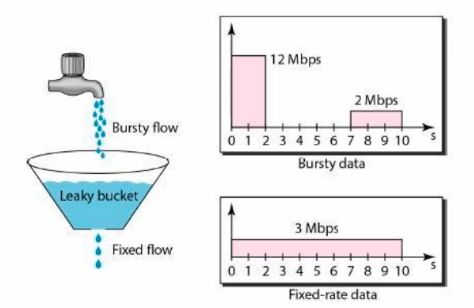 12 Mbps
2 Mbps
0 1 2 3 4 5 6 7 8 9 10 s
Bursty data
Bursty flow
Leaky bucket
Fixed flow
3 Mbps
0 1 2 3 4 5 6 7 8 9 10 s
Fixed-rate data